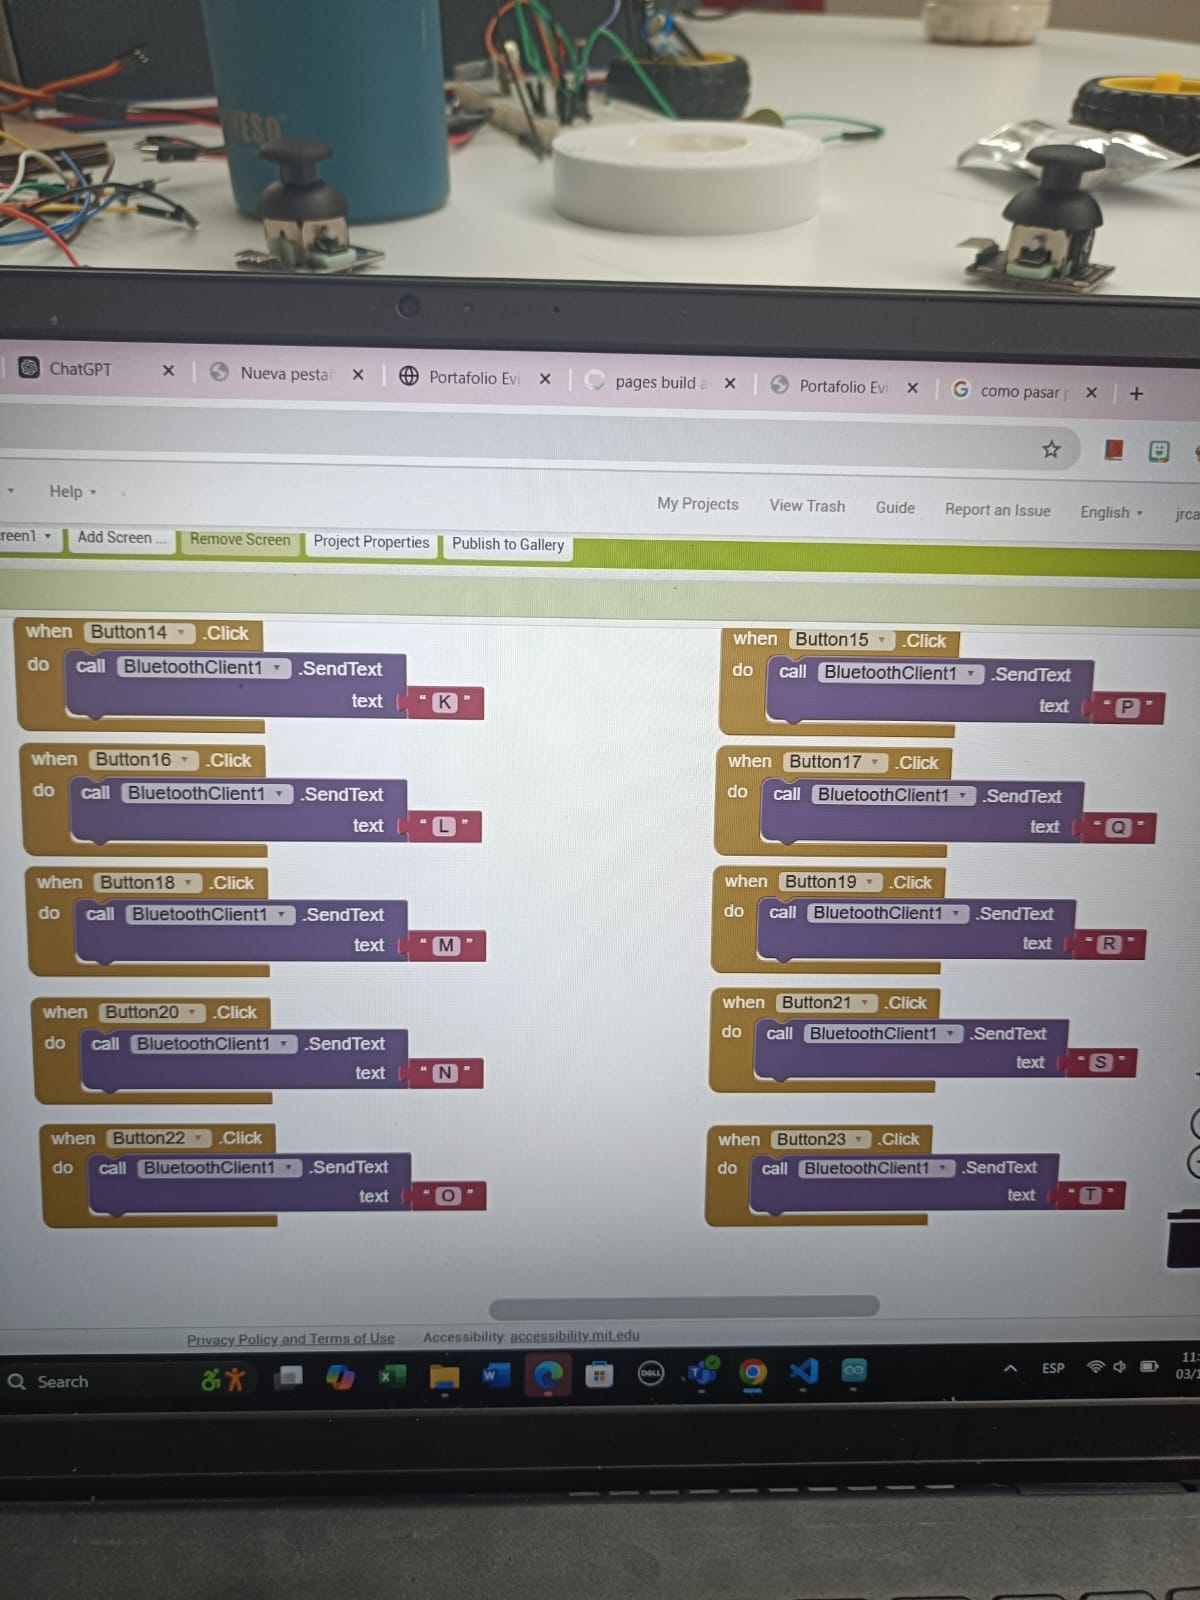 YESO
ChatGPT
Nueva pesta
Portafolio Evi
pages build a
Portafolio Evi
como pasar p
Help
My Projects
View Trash
Guide
Report an Issue
English
jrca
reen1
Add Screen ...
Remove Screen
Project Properties
Publish to Gallery
when Button14 .Click
do call BluetoothClient1 .SendText
text " K "
when Button15 .Click
do call BluetoothClient1 .SendText
text " P "
when Button16 .Click
do call BluetoothClient1 .SendText
text " L "
when Button17 .Click
do call BluetoothClient1 .SendText
text " Q "
when Button18 .Click
do call BluetoothClient1 .SendText
text " M "
when Button19 .Click
do call BluetoothClient1 .SendText
text " R "
when Button20 .Click
do call BluetoothClient1 .SendText
text " N "
when Button21 .Click
do call BluetoothClient1 .SendText
text " S "
when Button22 .Click
do call BluetoothClient1 .SendText
text " O "
when Button23 .Click
do call BluetoothClient1 .SendText
text " T "
Privacy Policy and Terms of Use
Accessibility: accessibility.mit.edu
Search
DELL
ESP
11:
03/1